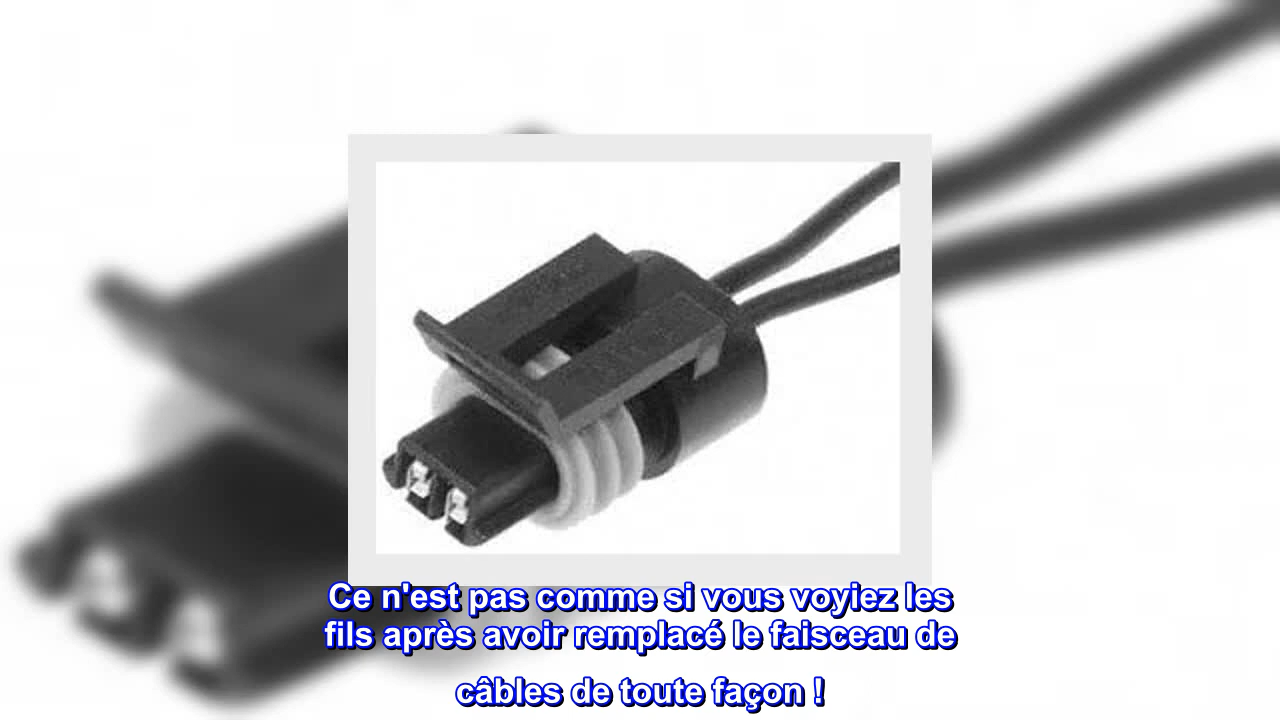 Ce n'est pas comme si vous voyiez les
fils après avoir remplacé le faisceau de
câbles de toute façon !